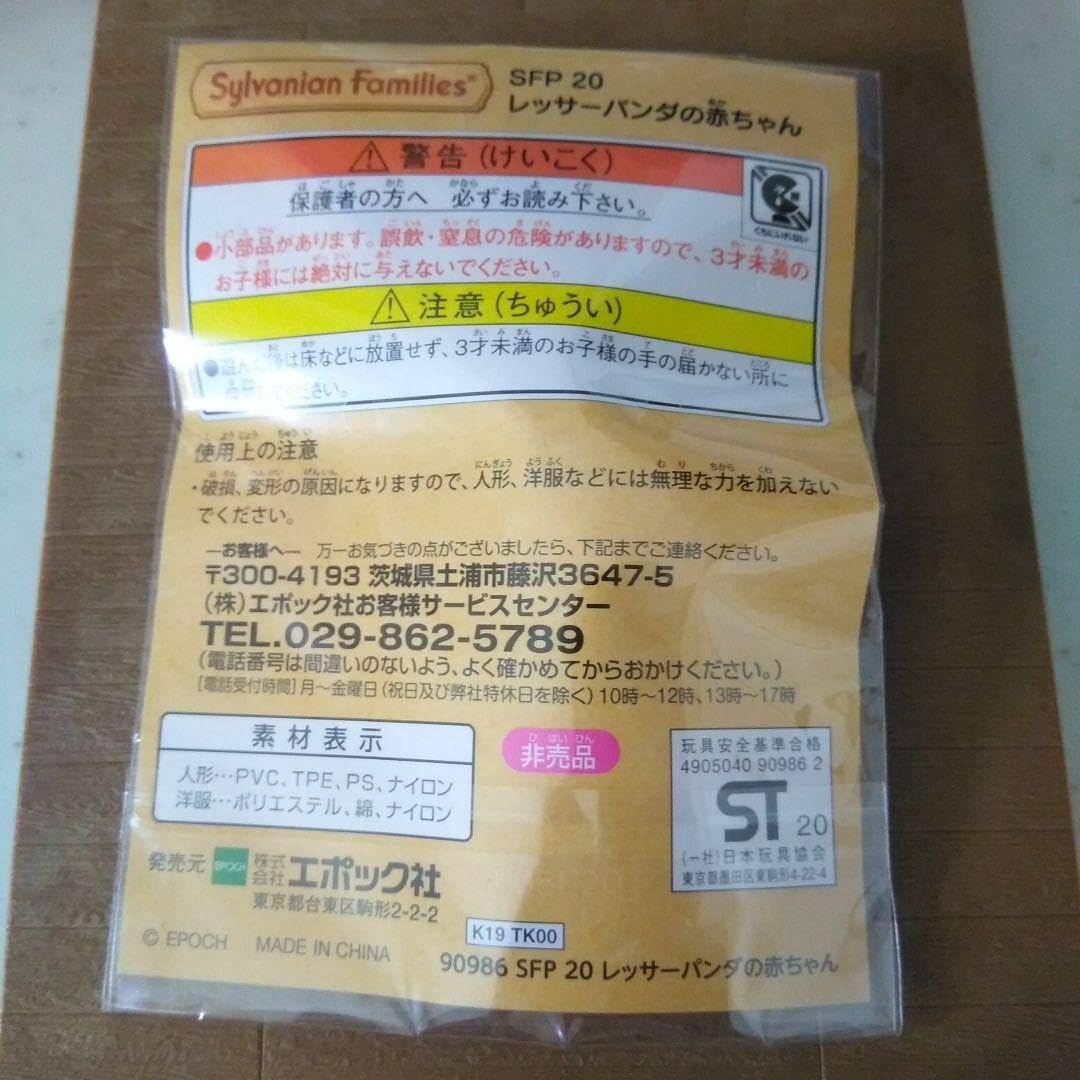 Sylvanian Families®
SFP 20
レッサーパンダの赤ちゃん
⚠ 警告(けいこく)
保護者の方へ 必ずお読み下さい。
くちにいれない
●小部品があります。誤飲・窒息の危険がありますので、3才未満の
お子様には絶対に与えないでください。
⚠ 注意(ちゅうい)
●遊んだ後は床などに放置せず、3才未満のお子様の手の届かない所に
ください。
使用上の注意
・破損、変形の原因になりますので、人形、洋服などには無理な力を加えない
でください。
―お客様へ― 万一お気づきの点がございましたら、下記までご連絡ください。
〒300-4193 茨城県土浦市藤沢3647-5
(株)エポック社お客様サービスセンター
TEL.029-862-5789
(電話番号は間違いのないよう、よく確かめてからおかけください。)
[電話受付時間]月〜金曜日(祝日及び弊社特休日を除く)10時〜12時、13時〜17時
素材表示
人形…PVC、TPE、PS、ナイロン
洋服…ポリエステル、綿、ナイロン
ひばいひん
非売品
玩具安全基準合格
4905040 90986 2
ST 20
(一社)日本玩具協会
東京都墨田区東駒形4-22-4
発売元 EPOCH 株式会社 エポック社
東京都台東区駒形2-2-2
© EPOCH MADE IN CHINA
K19 TK00
90986 SFP 20 レッサーパンダの赤ちゃん